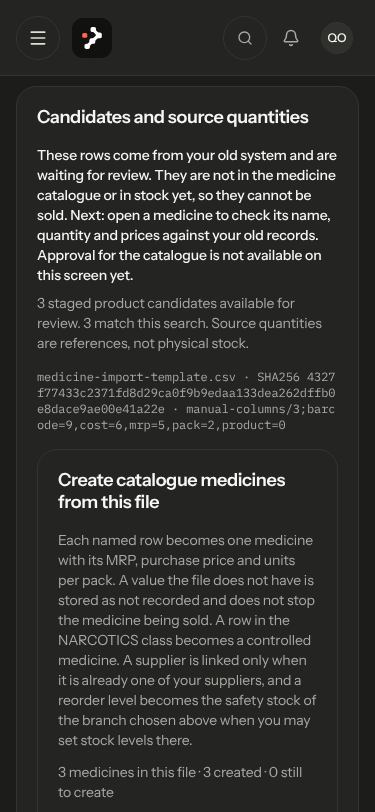 QO
Candidates and source quantities
These rows come from your old system and are
waiting for review. They are not in the medicine
catalogue or in stock yet, so they cannot be
sold. Next: open a medicine to check its name,
quantity and prices against your old records.
Approval for the catalogue is not available on
this screen yet.
3 staged product candidates available for
review. 3 match this search. Source quantities
are references, not physical stock.
medicine-import-template.csv · SHA256 4327
f77433c2371fd8d29ca0f9b9edaa133dea262dffb0
e8dace9ae00e41a22e · manual-columns/3;barc
ode=9,cost=6,mrp=5,pack=2,product=0
Create catalogue medicines
from this file
Each named row becomes one medicine
with its MRP, purchase price and units
per pack. A value the file does not have is
stored as not recorded and does not stop
the medicine being sold. A row in the
NARCOTICS class becomes a controlled
medicine. A supplier is linked only when
it is already one of your suppliers, and a
reorder level becomes the safety stock of
the branch chosen above when you may
set stock levels there.
3 medicines in this file · 3 created · 0 still
to create